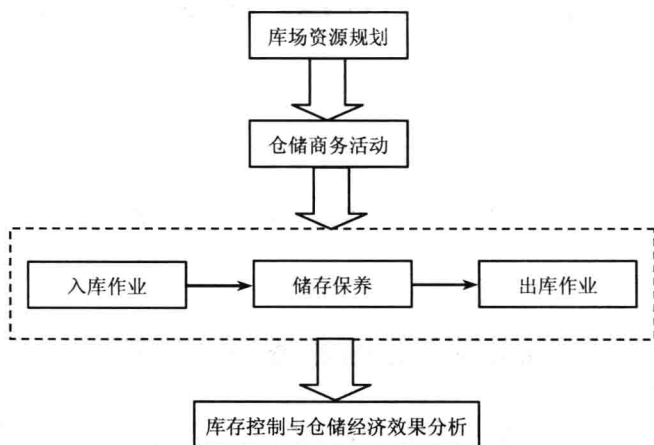 库场资源规划
仓储商务活动
入库作业
储存保养
出库作业
库存控制与仓储经济效果分析